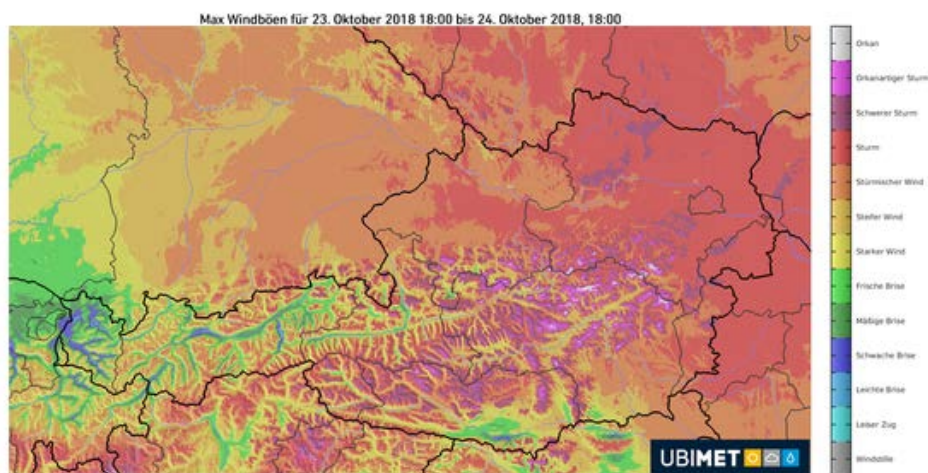 Max Windböen für 23. Oktober 2018 18:00 bis 24. Oktober 2018, 18:00
Orkan
Orkanartiger Sturm
Schwerer Sturm
Sturm
Stürmischer Wind
Steifer Wind
Starker Wind
Frische Brise
Mäßige Brise
Schwache Brise
Leichte Brise
Leiser Zug
Windstille
UBIMET